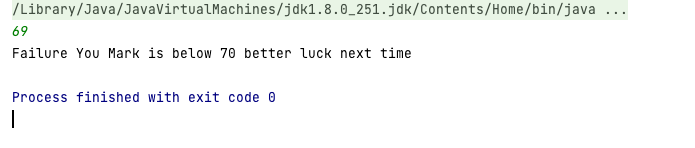 /Library/Java/JavaVirtualMachines/jdk1.8.0_251.jdk/Contents/Home/bin/java ...
69
Failure You Mark is below 70 better luck next time
Process finished with exit code 0